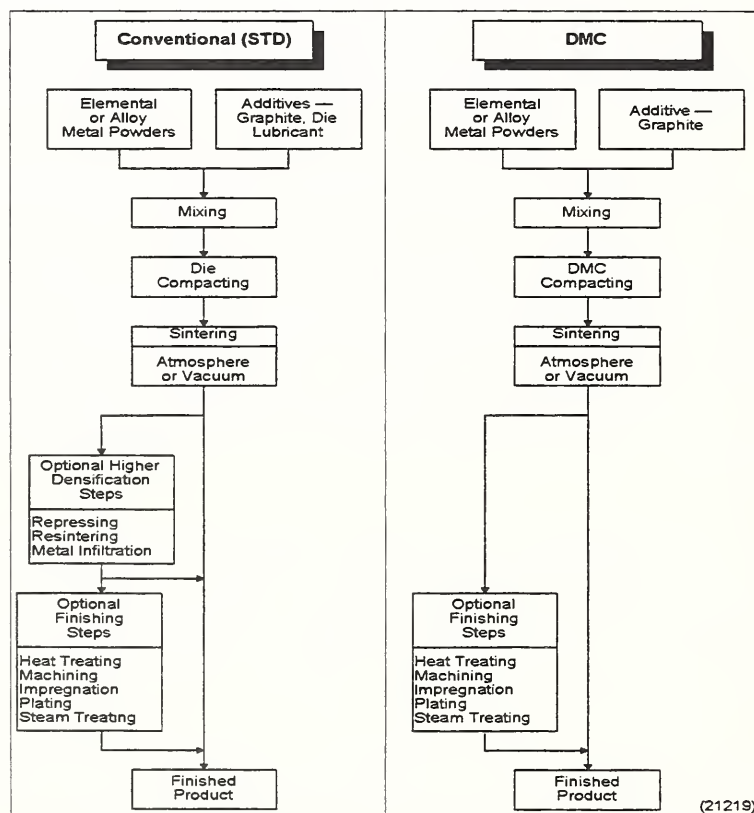 Conventional (STD)
Elemental
or Alloy
Metal Powders
Additives —
Graphite, Die
Lubricant
Mixing
Die
Compacting
Sintering
Atmosphere
or Vacuum
Optional Higher
Densification
Steps
Repressing
Resintering
Metal Infiltration
Optional
Finishing
Steps
Heat Treating
Machining
Impregnation
Plating
Steam Treating
Finished
Product
DMC
Elemental
or Alloy
Metal Powders
Additive —
Graphite
Mixing
DMC
Compacting
Sintering
Atmosphere
or Vacuum
Optional
Finishing
Steps
Heat Treating
Machining
Impregnation
Plating
Steam Treating
Finished
Product
(21219)